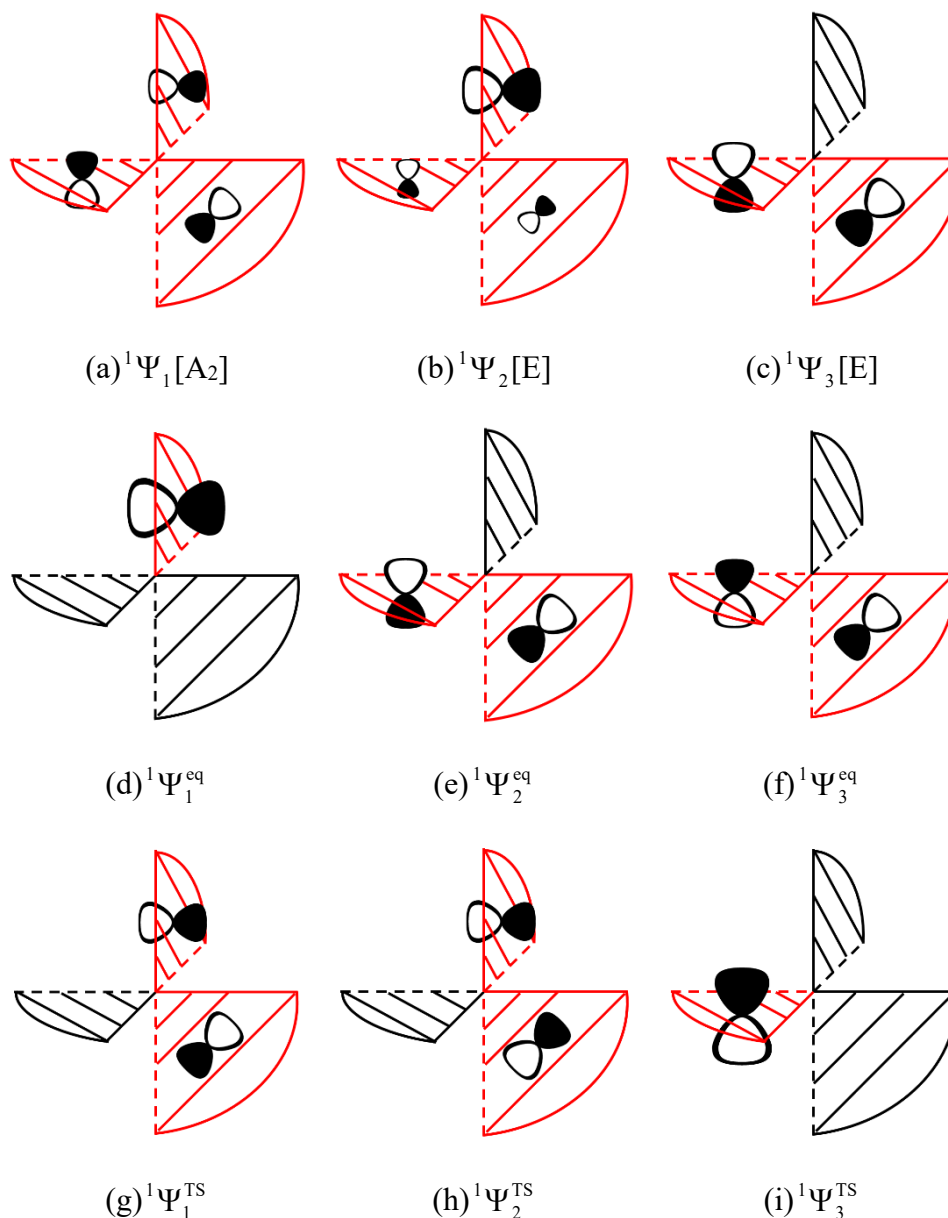 (a) ¹Ψ₁[A₂]
(b) ¹Ψ₂[E]
(c) ¹Ψ₃[E]
(d) ¹Ψ₁^eq
(e) ¹Ψ₂^eq
(f) ¹Ψ₃^eq
(g) ¹Ψ₁^TS
(h) ¹Ψ₂^TS
(i) ¹Ψ₃^TS